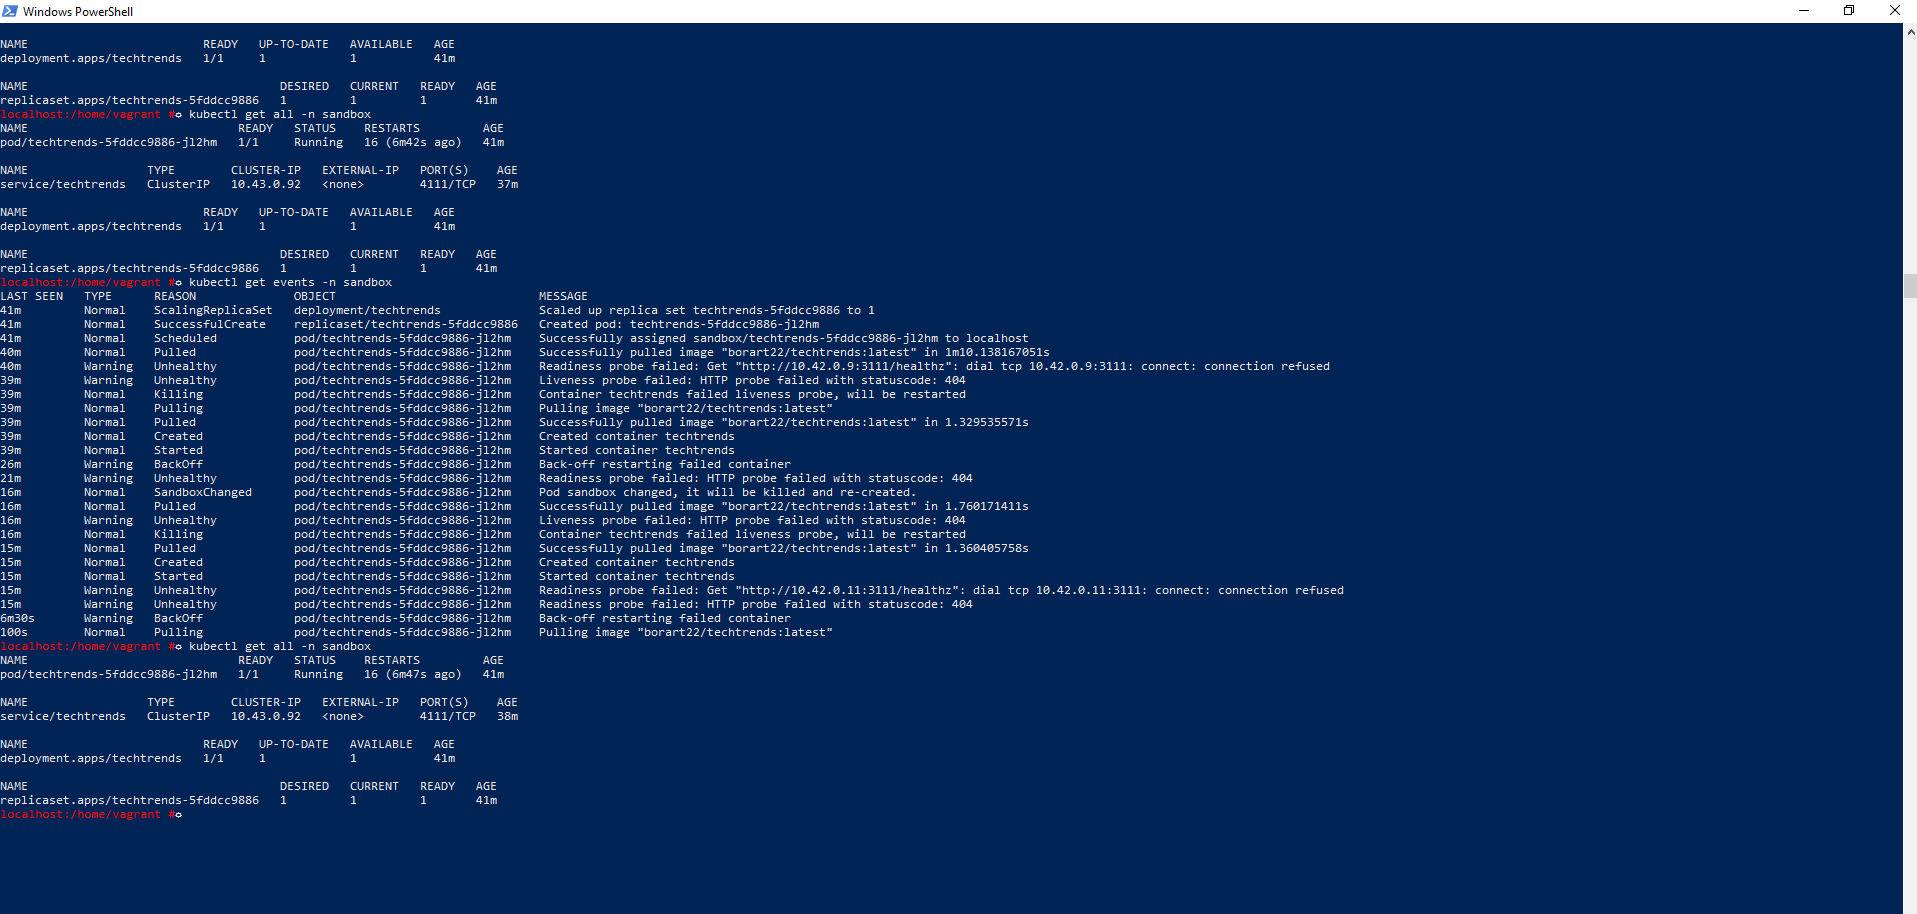 Windows PowerShell
NAME READY UP-TO-DATE AVAILABLE AGE
deployment.apps/techtrends 1/1 1 1 41m
NAME DESIRED CURRENT READY AGE
replicaset.apps/techtrends-5fddcc9886 1 1 1 41m
localhost:/home/vagrant # kubectl get all -n sandbox
NAME READY STATUS RESTARTS AGE
pod/techtrends-5fddcc9886-jl2hm 1/1 Running 16 (6m42s ago) 41m
NAME TYPE CLUSTER-IP EXTERNAL-IP PORT(S) AGE
service/techtrends ClusterIP 10.43.0.92 <none> 4111/TCP 37m
NAME READY UP-TO-DATE AVAILABLE AGE
deployment.apps/techtrends 1/1 1 1 41m
NAME DESIRED CURRENT READY AGE
replicaset.apps/techtrends-5fddcc9886 1 1 1 41m
localhost:/home/vagrant # kubectl get events -n sandbox
LAST SEEN TYPE REASON OBJECT MESSAGE
41m Normal ScalingReplicaSet deployment/techtrends Scaled up replica set techtrends-5fddcc9886 to 1
41m Normal SuccessfulCreate replicaset/techtrends-5fddcc9886 Created pod: techtrends-5fddcc9886-jl2hm
41m Normal Scheduled pod/techtrends-5fddcc9886-jl2hm Successfully assigned sandbox/techtrends-5fddcc9886-jl2hm to localhost
40m Normal Pulled pod/techtrends-5fddcc9886-jl2hm Successfully pulled image "borart22/techtrends:latest" in 1m10.138167051s
40m Warning Unhealthy pod/techtrends-5fddcc9886-jl2hm Readiness probe failed: Get "http://10.42.0.9:3111/healthz": dial tcp 10.42.0.9:3111: connect: connection refused
39m Warning Unhealthy pod/techtrends-5fddcc9886-jl2hm Liveness probe failed: HTTP probe failed with statuscode: 404
39m Normal Killing pod/techtrends-5fddcc9886-jl2hm Container techtrends failed liveness probe, will be restarted
39m Normal Pulling pod/techtrends-5fddcc9886-jl2hm Pulling image "borart22/techtrends:latest"
39m Normal Pulled pod/techtrends-5fddcc9886-jl2hm Successfully pulled image "borart22/techtrends:latest" in 1.329535571s
39m Normal Created pod/techtrends-5fddcc9886-jl2hm Created container techtrends
39m Normal Started pod/techtrends-5fddcc9886-jl2hm Started container techtrends
26m Warning BackOff pod/techtrends-5fddcc9886-jl2hm Back-off restarting failed container
21m Warning Unhealthy pod/techtrends-5fddcc9886-jl2hm Readiness probe failed: HTTP probe failed with statuscode: 404
16m Normal SandboxChanged pod/techtrends-5fddcc9886-jl2hm Pod sandbox changed, it will be killed and re-created.
16m Normal Pulled pod/techtrends-5fddcc9886-jl2hm Successfully pulled image "borart22/techtrends:latest" in 1.760171411s
16m Warning Unhealthy pod/techtrends-5fddcc9886-jl2hm Liveness probe failed: HTTP probe failed with statuscode: 404
16m Normal Killing pod/techtrends-5fddcc9886-jl2hm Container techtrends failed liveness probe, will be restarted
15m Normal Pulled pod/techtrends-5fddcc9886-jl2hm Successfully pulled image "borart22/techtrends:latest" in 1.360405758s
15m Normal Created pod/techtrends-5fddcc9886-jl2hm Created container techtrends
15m Normal Started pod/techtrends-5fddcc9886-jl2hm Started container techtrends
15m Warning Unhealthy pod/techtrends-5fddcc9886-jl2hm Readiness probe failed: Get "http://10.42.0.11:3111/healthz": dial tcp 10.42.0.11:3111: connect: connection refused
15m Warning Unhealthy pod/techtrends-5fddcc9886-jl2hm Readiness probe failed: HTTP probe failed with statuscode: 404
6m30s Warning BackOff pod/techtrends-5fddcc9886-jl2hm Back-off restarting failed container
100s Normal Pulling pod/techtrends-5fddcc9886-jl2hm Pulling image "borart22/techtrends:latest"
localhost:/home/vagrant # kubectl get all -n sandbox
NAME READY STATUS RESTARTS AGE
pod/techtrends-5fddcc9886-jl2hm 1/1 Running 16 (6m47s ago) 41m
NAME TYPE CLUSTER-IP EXTERNAL-IP PORT(S) AGE
service/techtrends ClusterIP 10.43.0.92 <none> 4111/TCP 38m
NAME READY UP-TO-DATE AVAILABLE AGE
deployment.apps/techtrends 1/1 1 1 41m
NAME DESIRED CURRENT READY AGE
replicaset.apps/techtrends-5fddcc9886 1 1 1 41m
localhost:/home/vagrant #